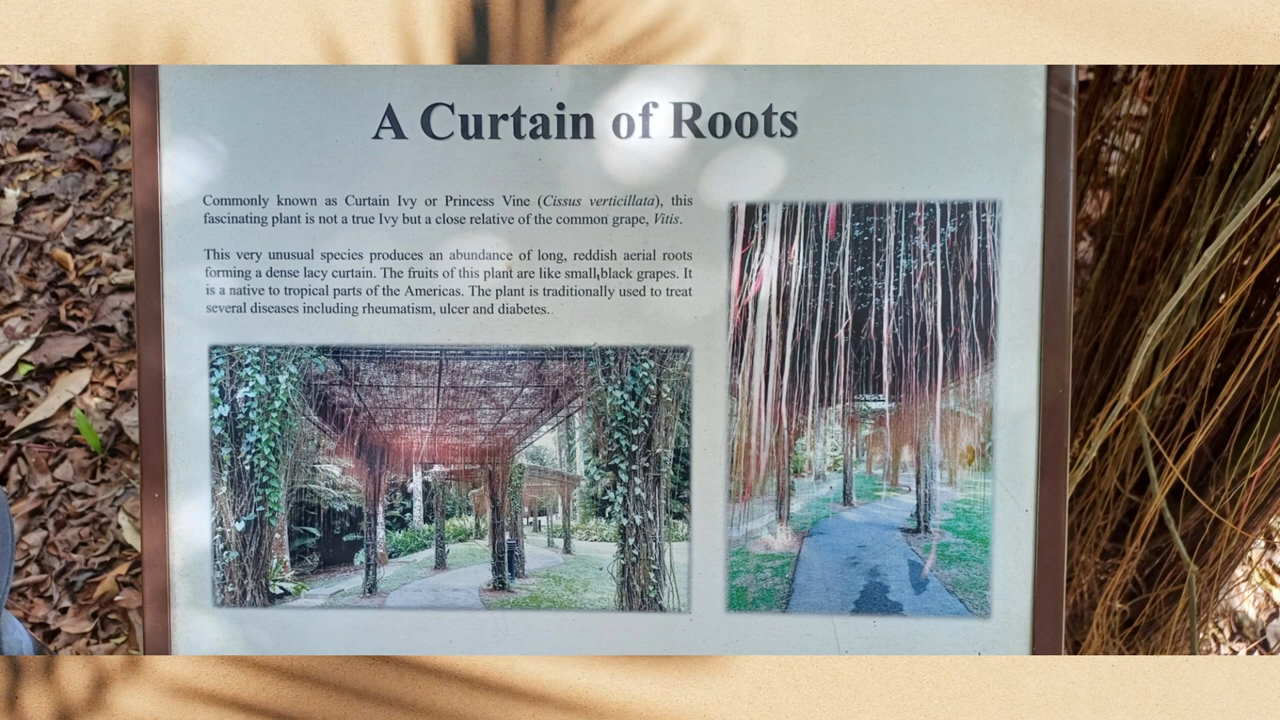 A Curtain of Roots
Commonly known as Curtain Ivy or Princess Vine (Cissus verticillata), this
fascinating plant is not a true Ivy but a close relative of the common grape, Vitis.
This very unusual species produces an abundance of long, reddish aerial roots
forming a dense lacy curtain. The fruits of this plant are like small,black grapes. It
is a native to tropical parts of the Americas. The plant is traditionally used to treat
several diseases including rheumatism, ulcer and diabetes.